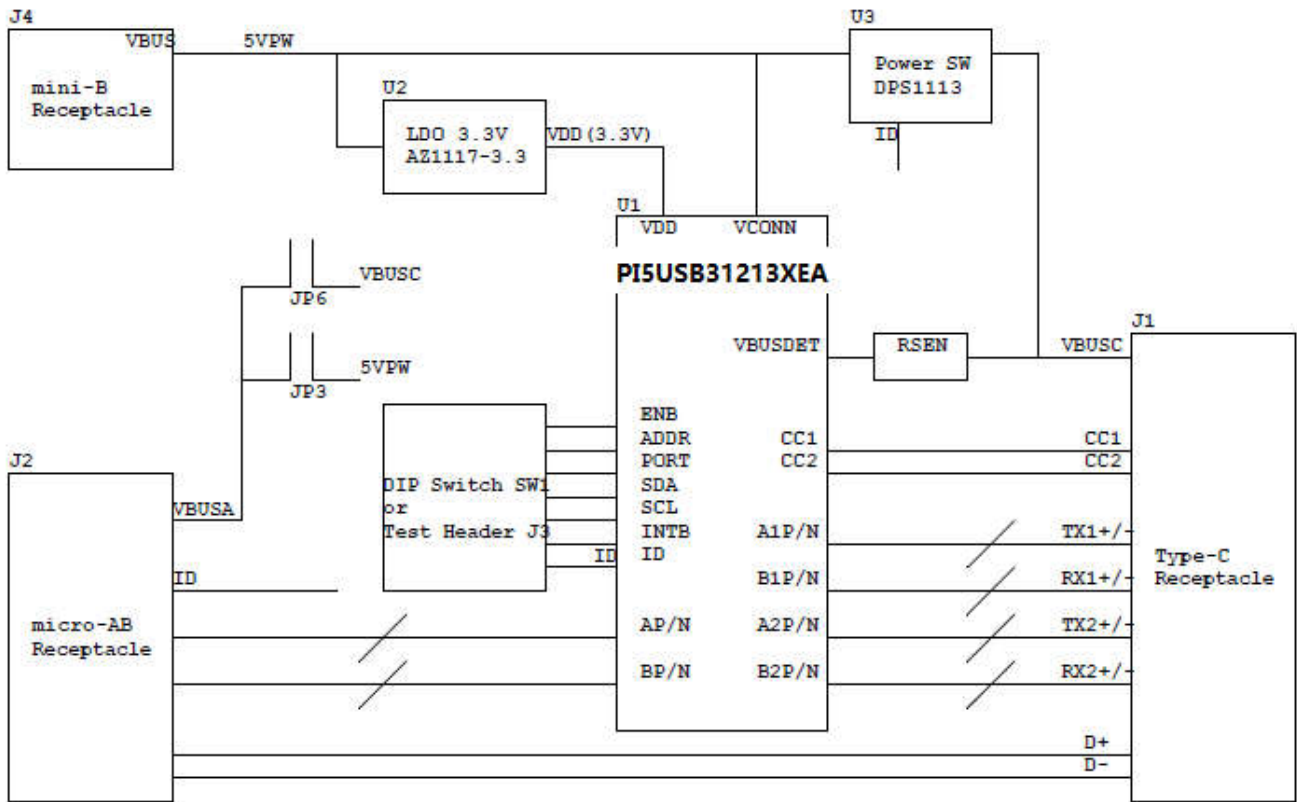 J4
VBUS
5VPW
mini-B
Receptacle
U3
Power SW
DPS1113
ID
U2
LDO 3.3V
AZ1117-3.3
VDD(3.3V)
U1
VDD
VCONN
PI5USB31213XEA
VBUSC
JP6
5VPW
JP3
VBUSDET
RSEN
VBUSC
J1
DIP Switch SW1
or
Test Header J3
ID
ENB
ADDR
PORT
SDA
SCL
INTB
ID
AP/N
BP/N
CC1
CC2
A1P/N
B1P/N
A2P/N
B2P/N
CC1
CC2
TX1+/-
RX1+/-
TX2+/-
RX2+/-
D+
D-
Type-C
Receptacle
J2
VBUSA
ID
micro-AB
Receptacle